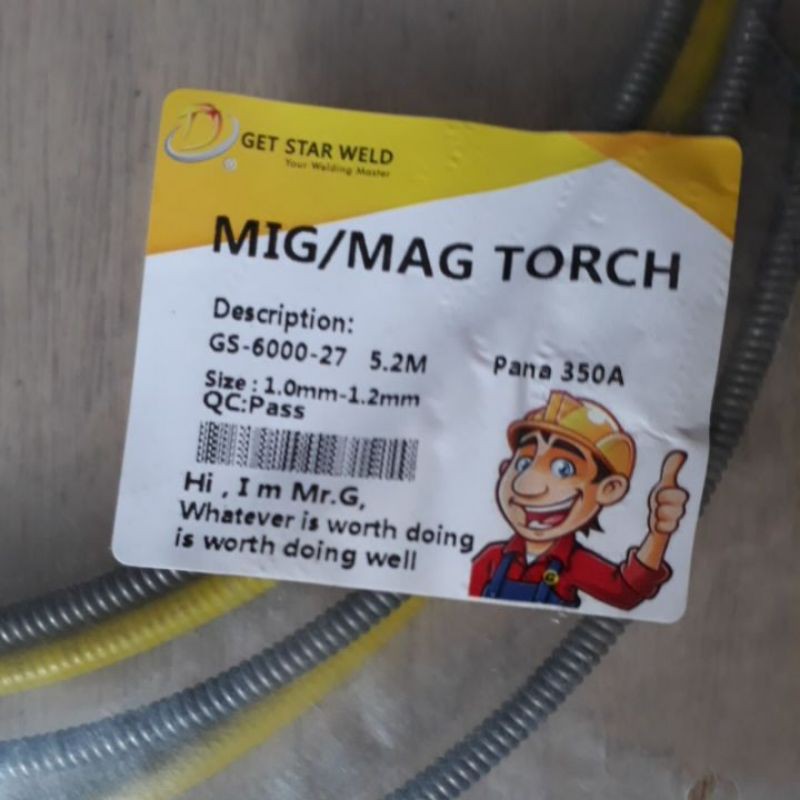 D
®
GET STAR WELD
Your Welding Master
MIG/MAG TORCH
Description:
GS-6000-27 5.2M Pana 350A
Size : 1.0mm-1.2mm
QC:Pass
Hi , I m Mr.G,
Whatever is worth doing
is worth doing well